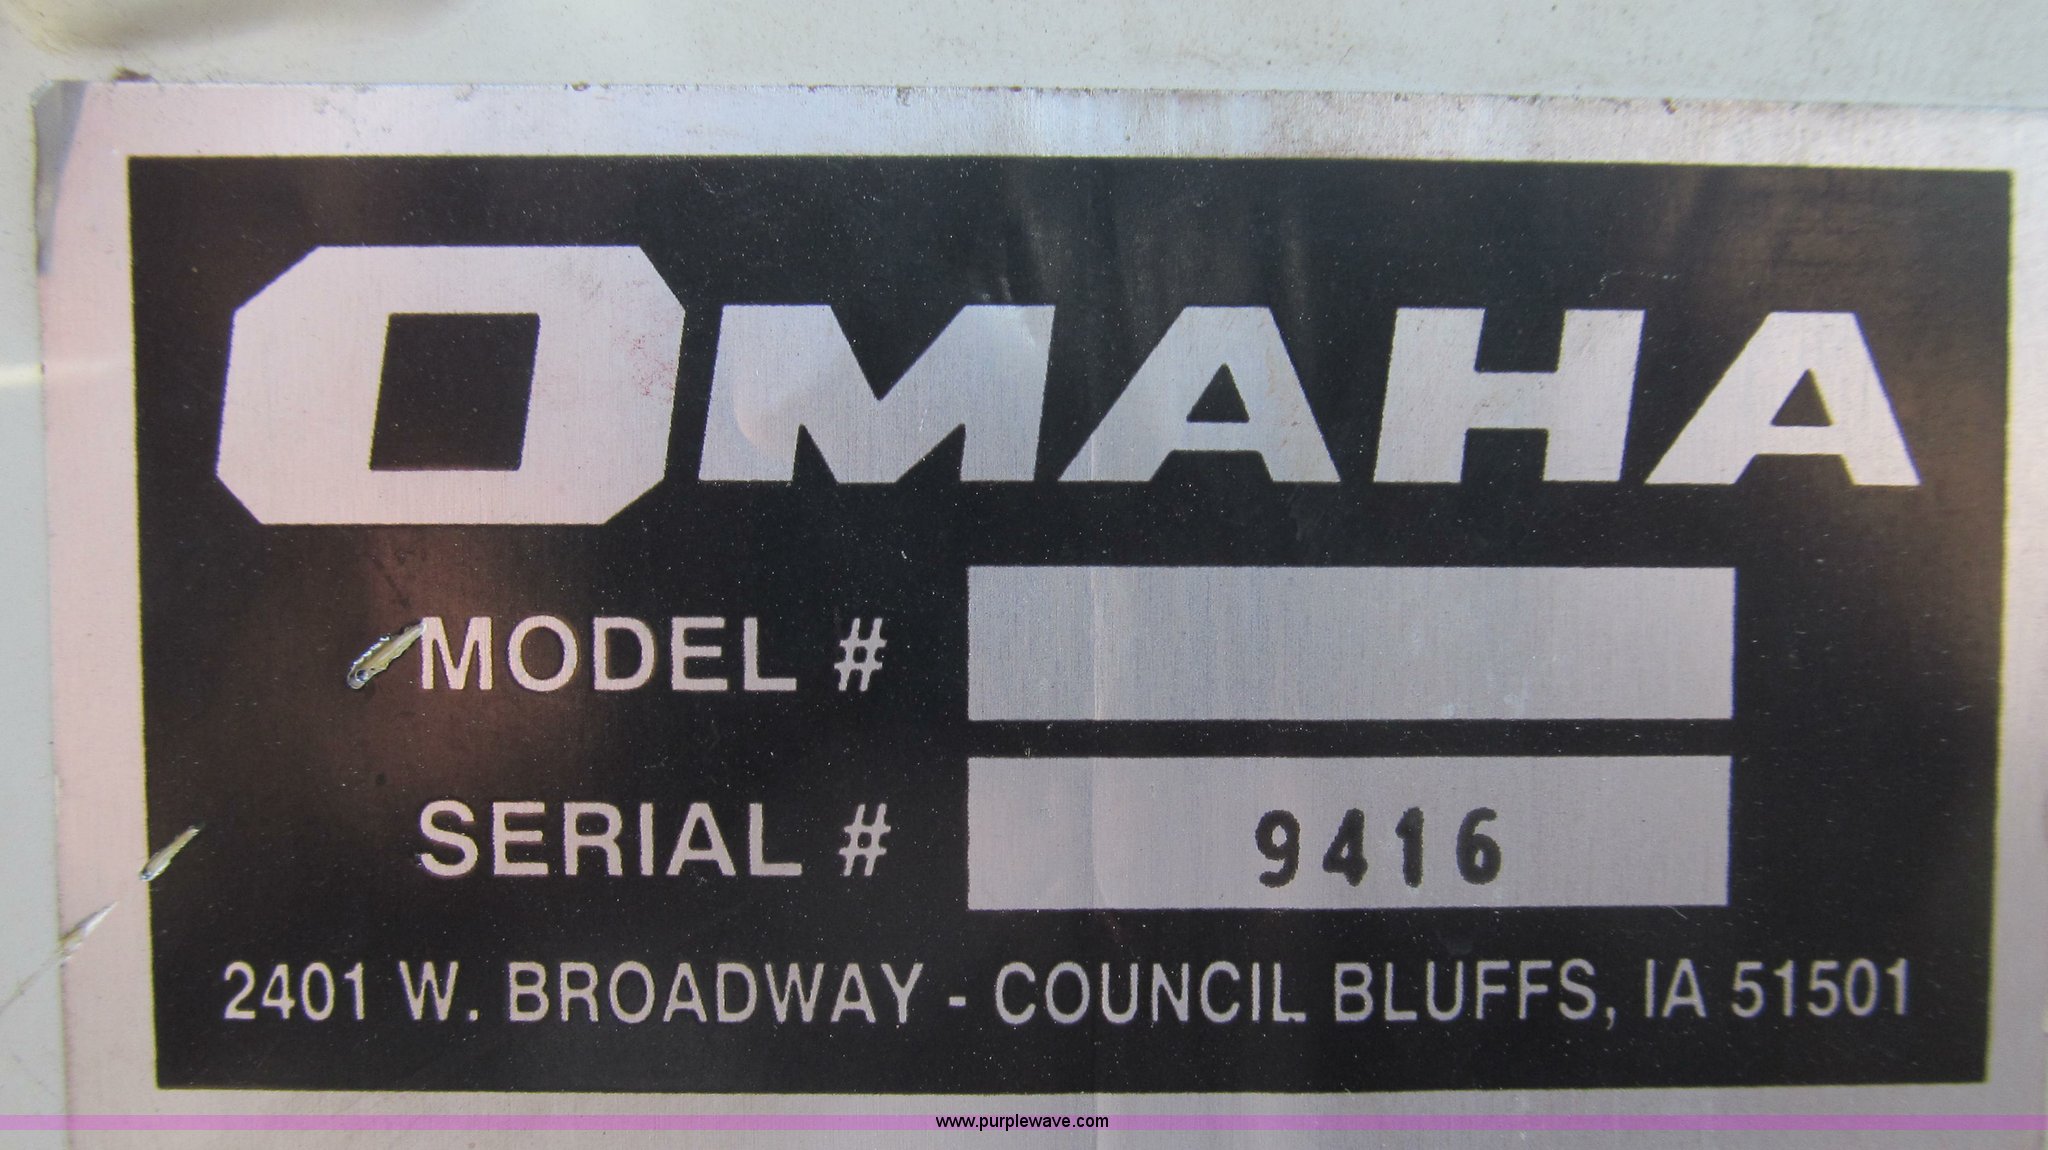 OMAHA
MODEL #
SERIAL # 9416
2401 W. BROADWAY - COUNCIL BLUFFS, IA 51501
www.purplewave.com